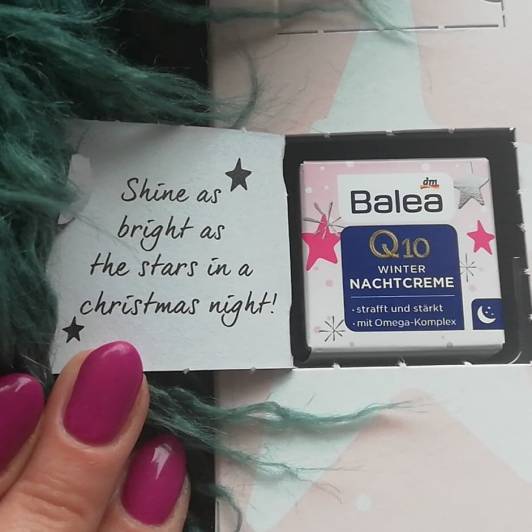 Shine as
bright as
the stars in a
christmas night!
dm
Balea
Q10
WINTER
NACHTCREME
· strafft und stärkt
· mit Omega-Komplex